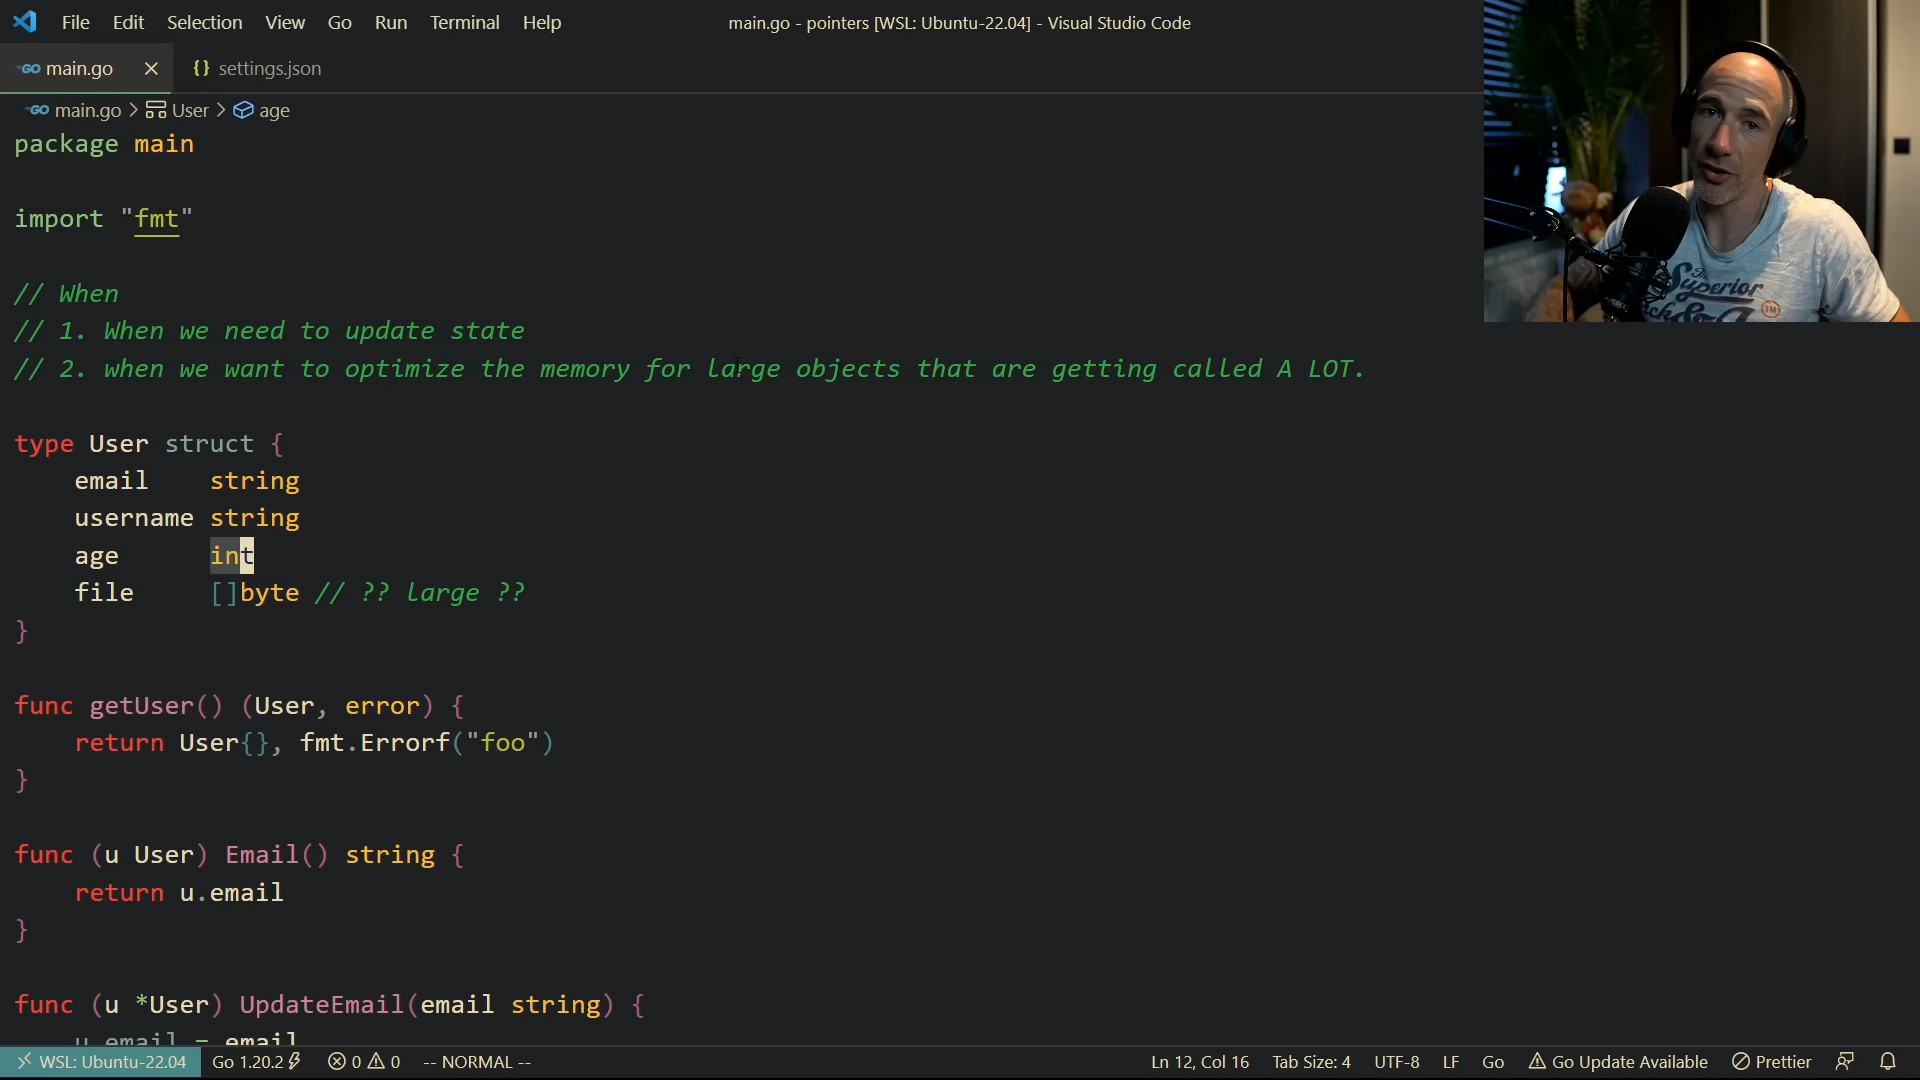 File Edit Selection View Go Run Terminal Help
main.go - pointers [WSL: Ubuntu-22.04] - Visual Studio Code
main.go
{} settings.json
main.go > User > age
package main
import "fmt"
// When
// 1. When we need to update state
// 2. when we want to optimize the memory for large objects that are getting called A LOT.
type User struct {
email string
username string
age int
file []byte // ?? large ??
}
func getUser() (User, error) {
return User{}, fmt.Errorf("foo")
}
func (u User) Email() string {
return u.email
}
func (u *User) UpdateEmail(email string) {
u.email = email
WSL: Ubuntu-22.04 Go 1.20.2 0 0 -- NORMAL -- Ln 12, Col 16 Tab Size: 4 UTF-8 LF Go Go Update Available Prettier
Superior
TM